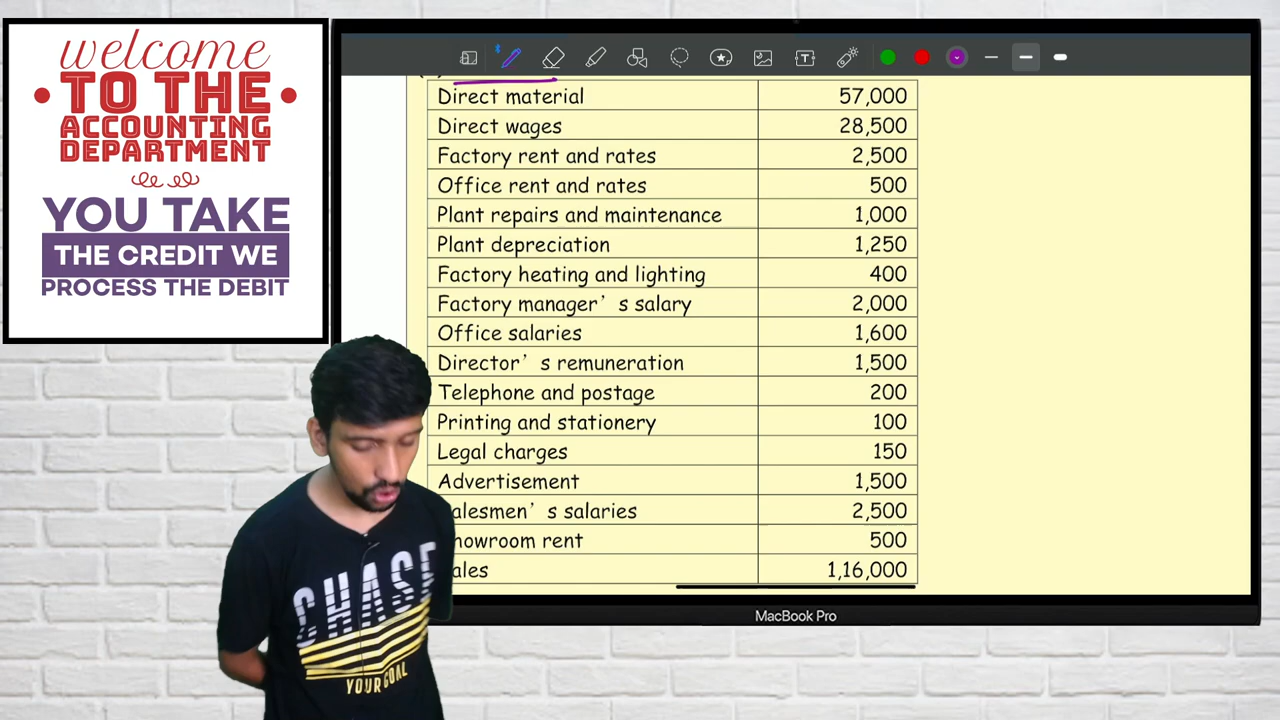 welcome
TO THE
ACCOUNTING
DEPARTMENT
YOU TAKE
THE CREDIT WE
PROCESS THE DEBIT
Direct material 57,000
Direct wages 28,500
Factory rent and rates 2,500
Office rent and rates 500
Plant repairs and maintenance 1,000
Plant depreciation 1,250
Factory heating and lighting 400
Factory manager’s salary 2,000
Office salaries 1,600
Director’s remuneration 1,500
Telephone and postage 200
Printing and stationery 100
Legal charges 150
Advertisement 1,500
alesmen’s salaries 2,500
howroom rent 500
ales 1,16,000
MacBook Pro
CHASE
YOUR GOAL